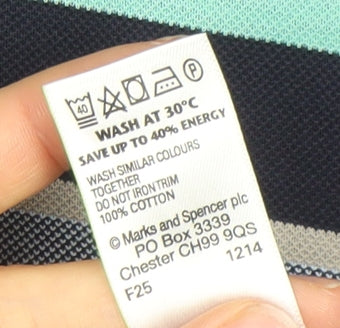 40 P
WASH AT 30°C
SAVE UP TO 40% ENERGY
WASH SIMILAR COLOURS
TOGETHER
DO NOT IRON TRIM
100% COTTON
© Marks and Spencer plc
PO Box 3339
Chester CH99 9QS
F25 1214